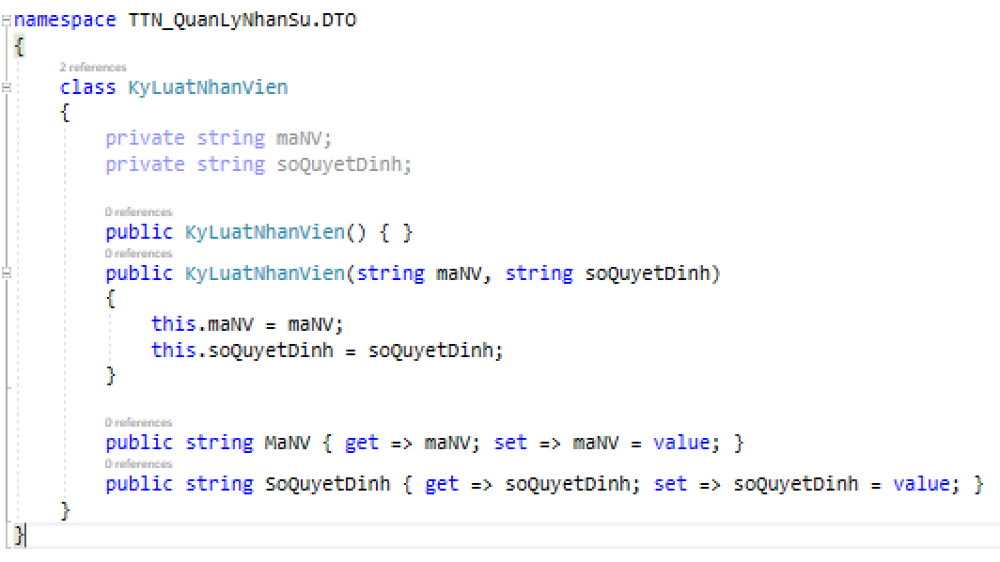 namespace TTN_QuanLyNhanSu.DTO
{
2 references
class KyLuatNhanVien
{
private string maNV;
private string soQuyetDinh;
0 references
public KyLuatNhanVien() { }
0 references
public KyLuatNhanVien(string maNV, string soQuyetDinh)
{
this.maNV = maNV;
this.soQuyetDinh = soQuyetDinh;
}
0 references
public string MaNV { get => maNV; set => maNV = value; }
0 references
public string SoQuyetDinh { get => soQuyetDinh; set => soQuyetDinh = value; }
}
}